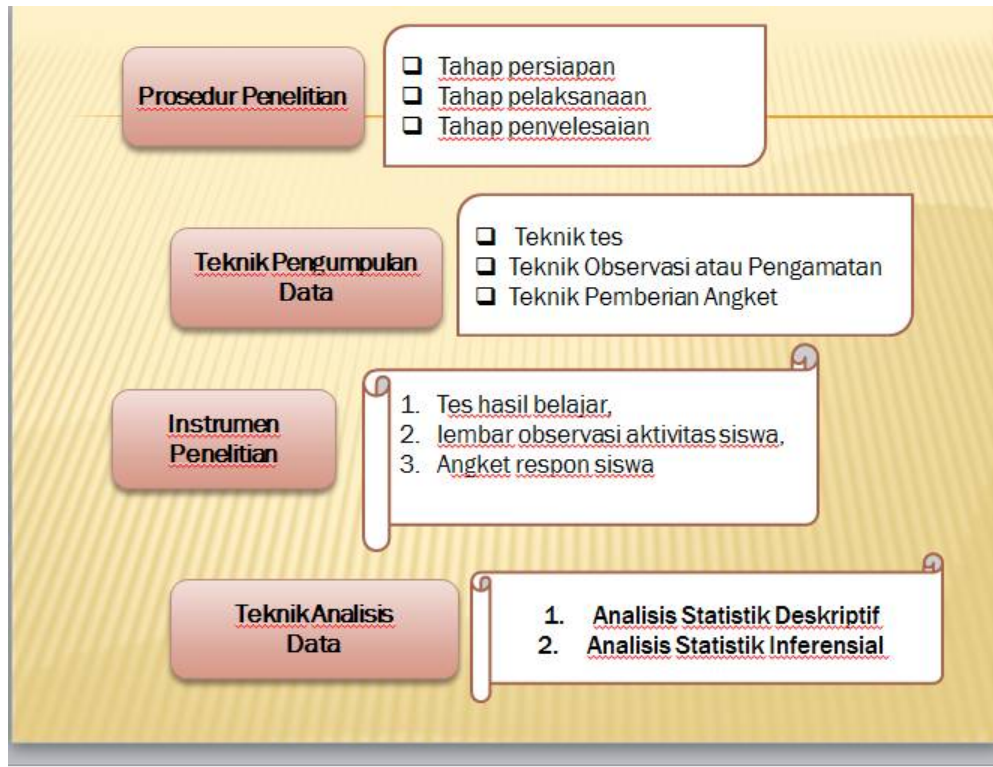 Prosedur Penelitian
❑ Tahap persiapan
❑ Tahap pelaksanaan
❑ Tahap penyelesaian
Teknik Pengumpulan
Data
❑ Teknik tes
❑ Teknik Observasi atau Pengamatan
❑ Teknik Pemberian Angket
Instrumen
Penelitian
1. Tes hasil belajar,
2. lembar observasi aktivitas siswa,
3. Angket respon siswa
Teknik Analisis
Data
1. Analisis Statistik Deskriptif
2. Analisis Statistik Inferensial